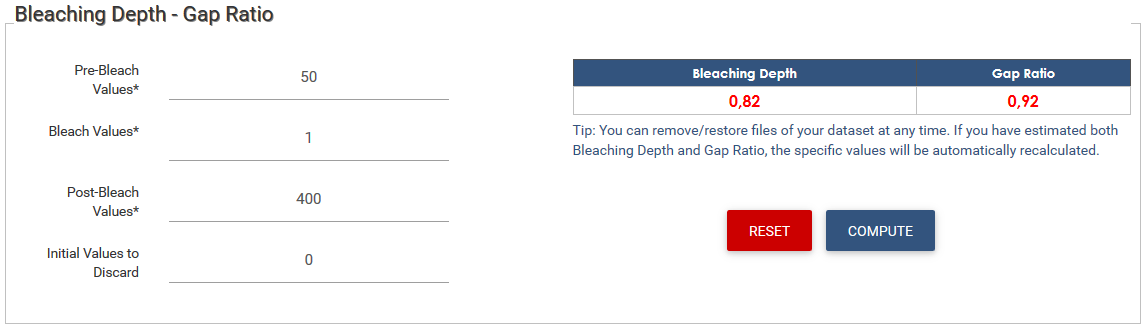 Bleaching Depth - Gap Ratio
Pre-Bleach
Values*
50
Bleach Values*
1
Post-Bleach
Values*
400
Initial Values to
Discard
0
Bleaching Depth Gap Ratio
0,82 0,92
Tip: You can remove/restore files of your dataset at any time. If you have estimated both
Bleaching Depth and Gap Ratio, the specific values will be automatically recalculated.
RESET COMPUTE